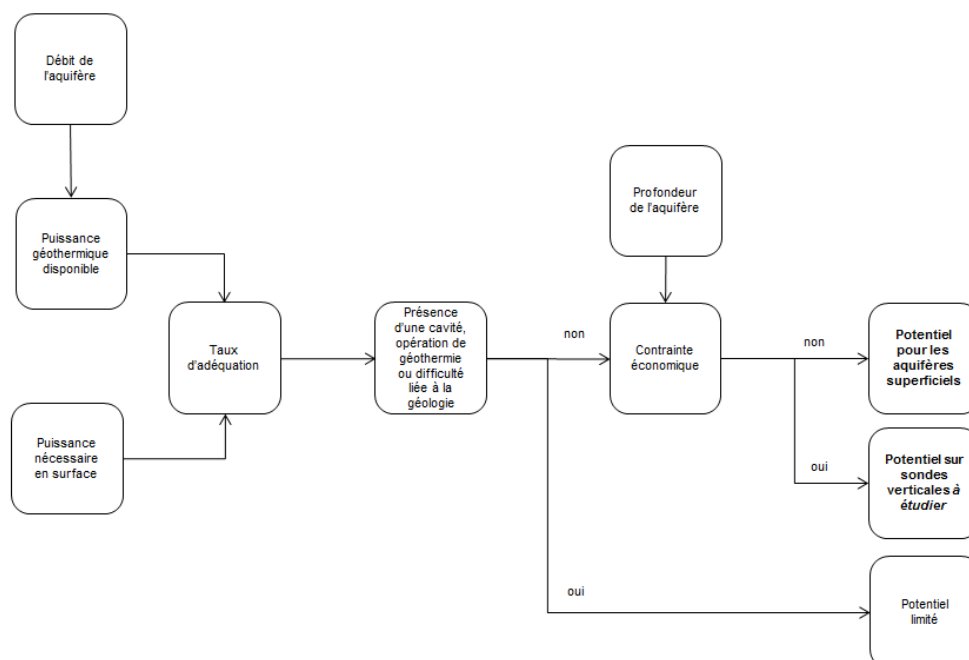 Débit de
l'aquifère
Puissance
géothermique
disponible
Puissance
nécessaire
en surface
Taux
d'adéquation
Présence
d'une cavité,
opération de
géothermie
ou difficulté
liée à la
géologie
non
oui
Profondeur
de l'aquifère
Contrainte
économique
non
oui
Potentiel
pour les
aquifères
superficiels
Potentiel sur
sondes
verticales à
étudier
Potentiel
limité